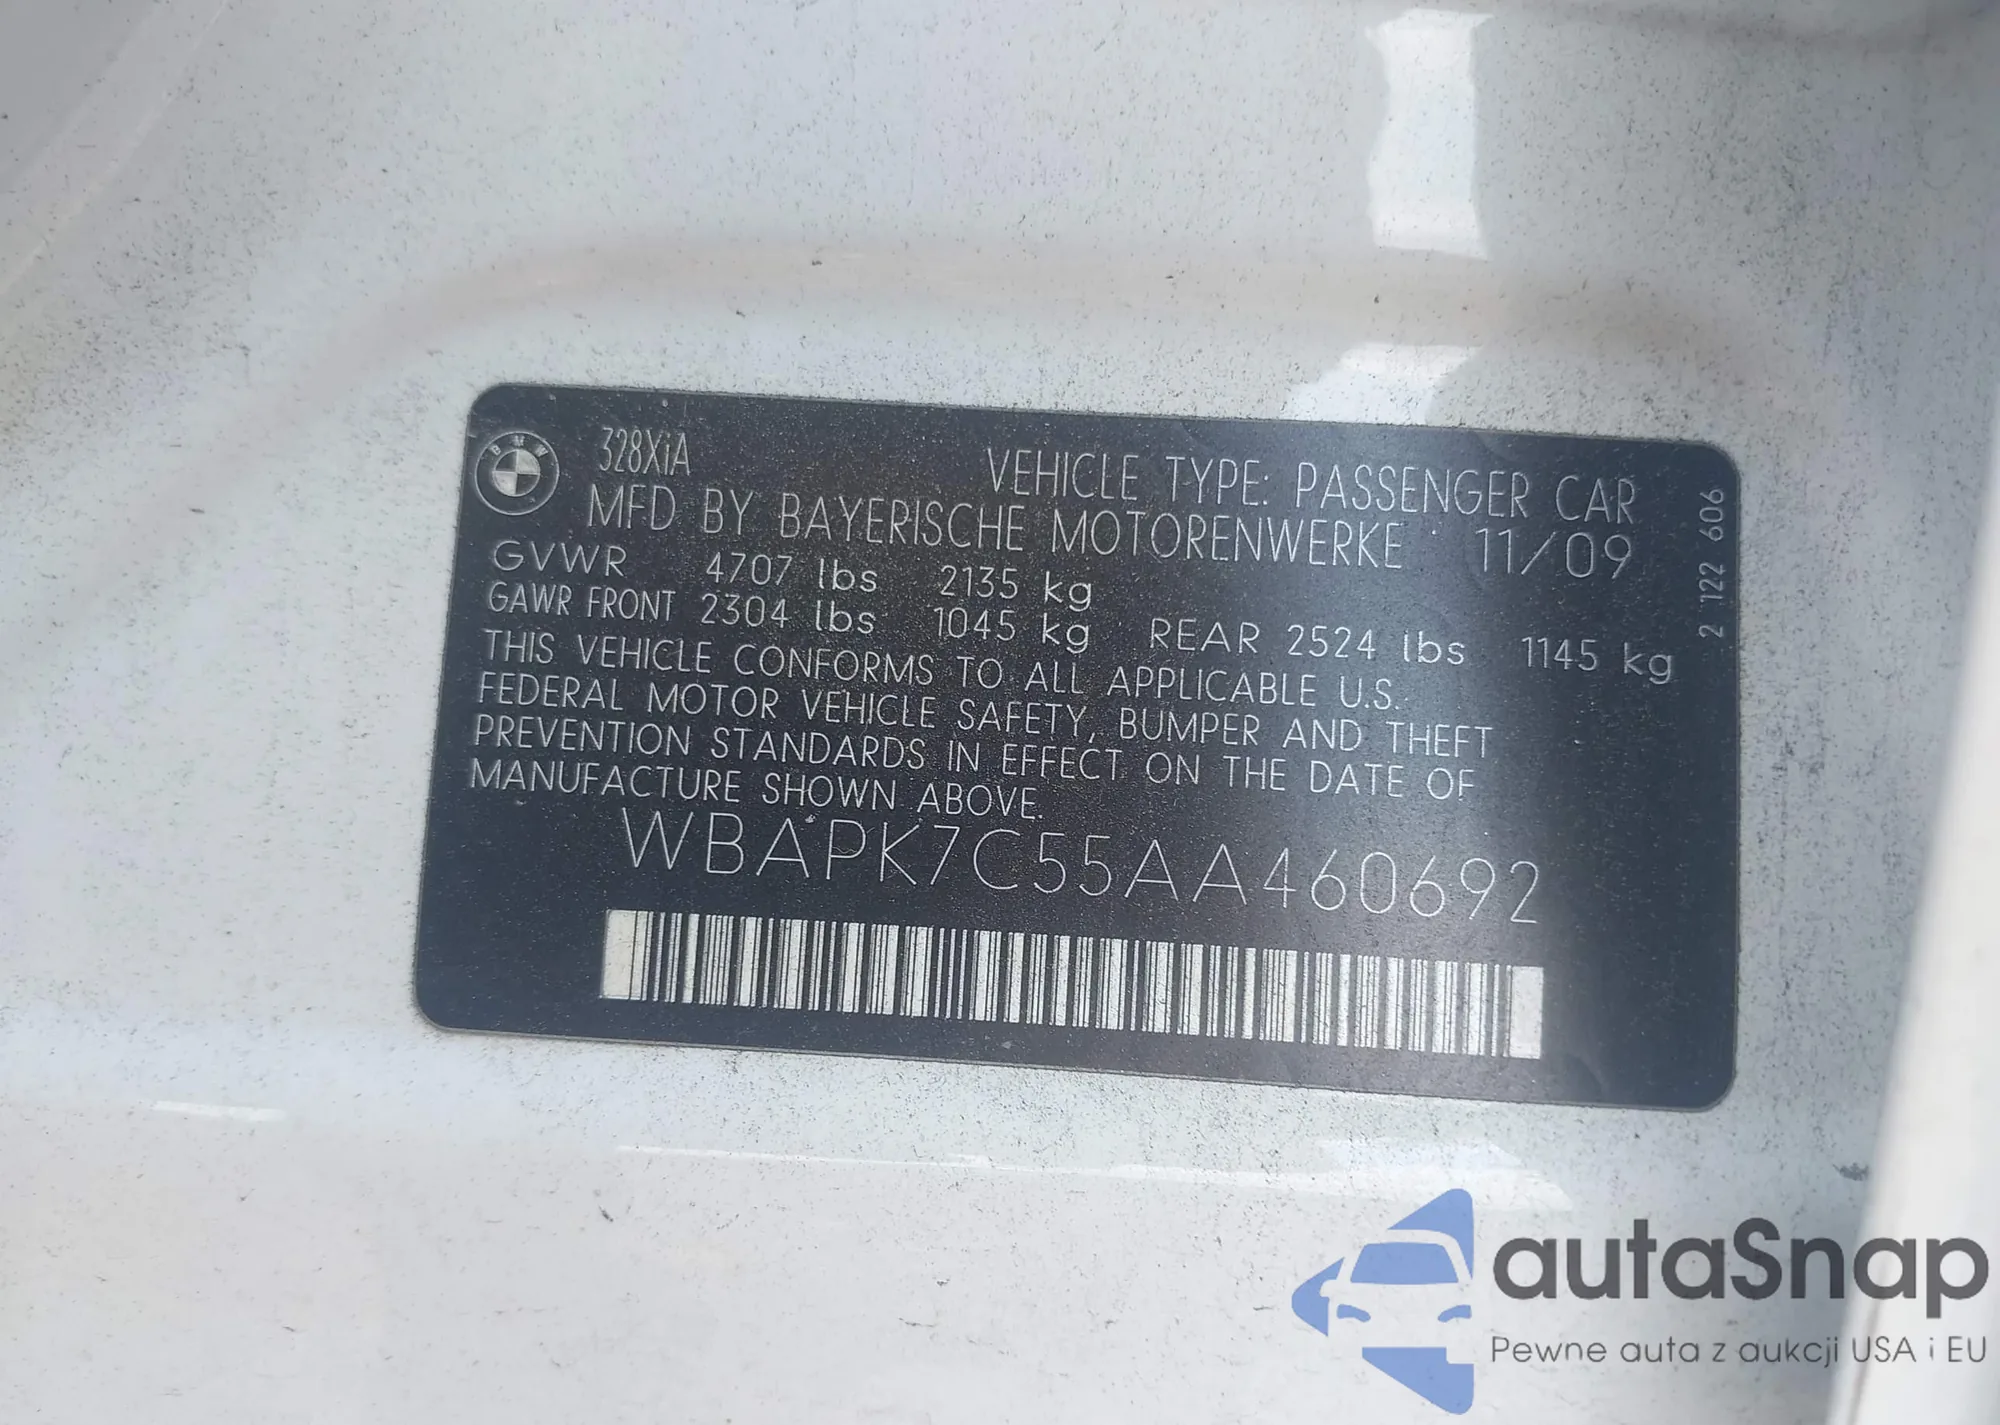 BMW
328XiA
VEHICLE TYPE: PASSENGER CAR
MFD BY BAYERISCHE MOTORENWERKE 11/09
GVWR 4707 lbs 2135 kg
GAWR FRONT 2304 lbs 1045 kg REAR 2524 lbs 1145 kg
THIS VEHICLE CONFORMS TO ALL APPLICABLE U.S.
FEDERAL MOTOR VEHICLE SAFETY, BUMPER AND THEFT
PREVENTION STANDARDS IN EFFECT ON THE DATE OF
MANUFACTURE SHOWN ABOVE.
WBAPK7C55AA460692
2 122 606
autaSnap
Pewne auta z aukcji USA i EU